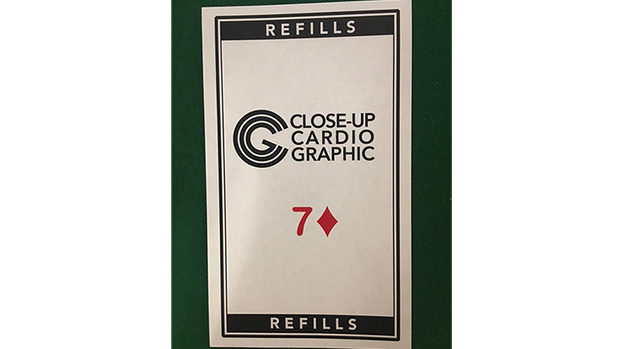 REFILLS
CLOSE-UP
CARDIO
GRAPHIC
7♦
REFILLS